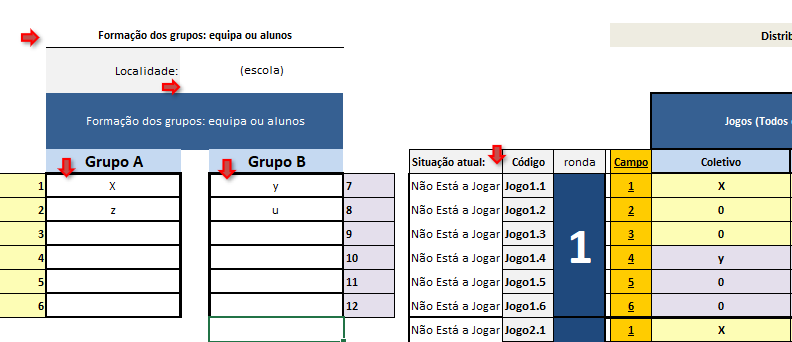 Formação dos grupos: equipa ou alunos
Distrib
Localidade: (escola)
Formação dos grupos: equipa ou alunos
Jogos (Todos
Grupo A Grupo B Situação atual: Código ronda Campo Coletivo
1 X y 7 Não Está a Jogar Jogo1.1 1 X
2 z u 8 Não Está a Jogar Jogo1.2 2 0
3 9 Não Está a Jogar Jogo1.3 3 0
4 10 Não Está a Jogar Jogo1.4 1 4 y
5 11 Não Está a Jogar Jogo1.5 5 0
6 12 Não Está a Jogar Jogo1.6 6 0
Não Está a Jogar Jogo2.1 1 X